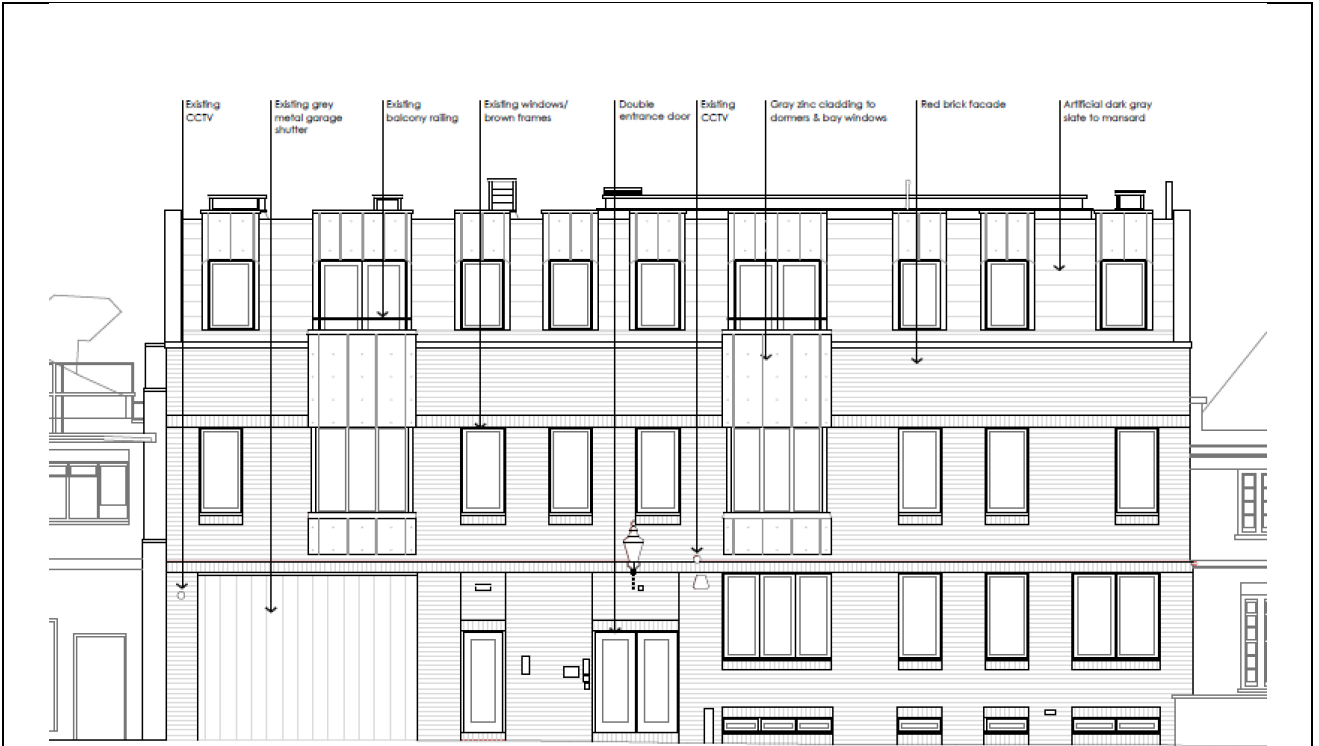 Existing
CCTV
Existing grey
metal garage
shutter
Existing
balcony railing
Existing windows/
brown frames
Double
entrance door
Existing
CCTV
Gray zinc cladding to
dormers & bay windows
Red brick facade
Artificial dark gray
slate to mansard